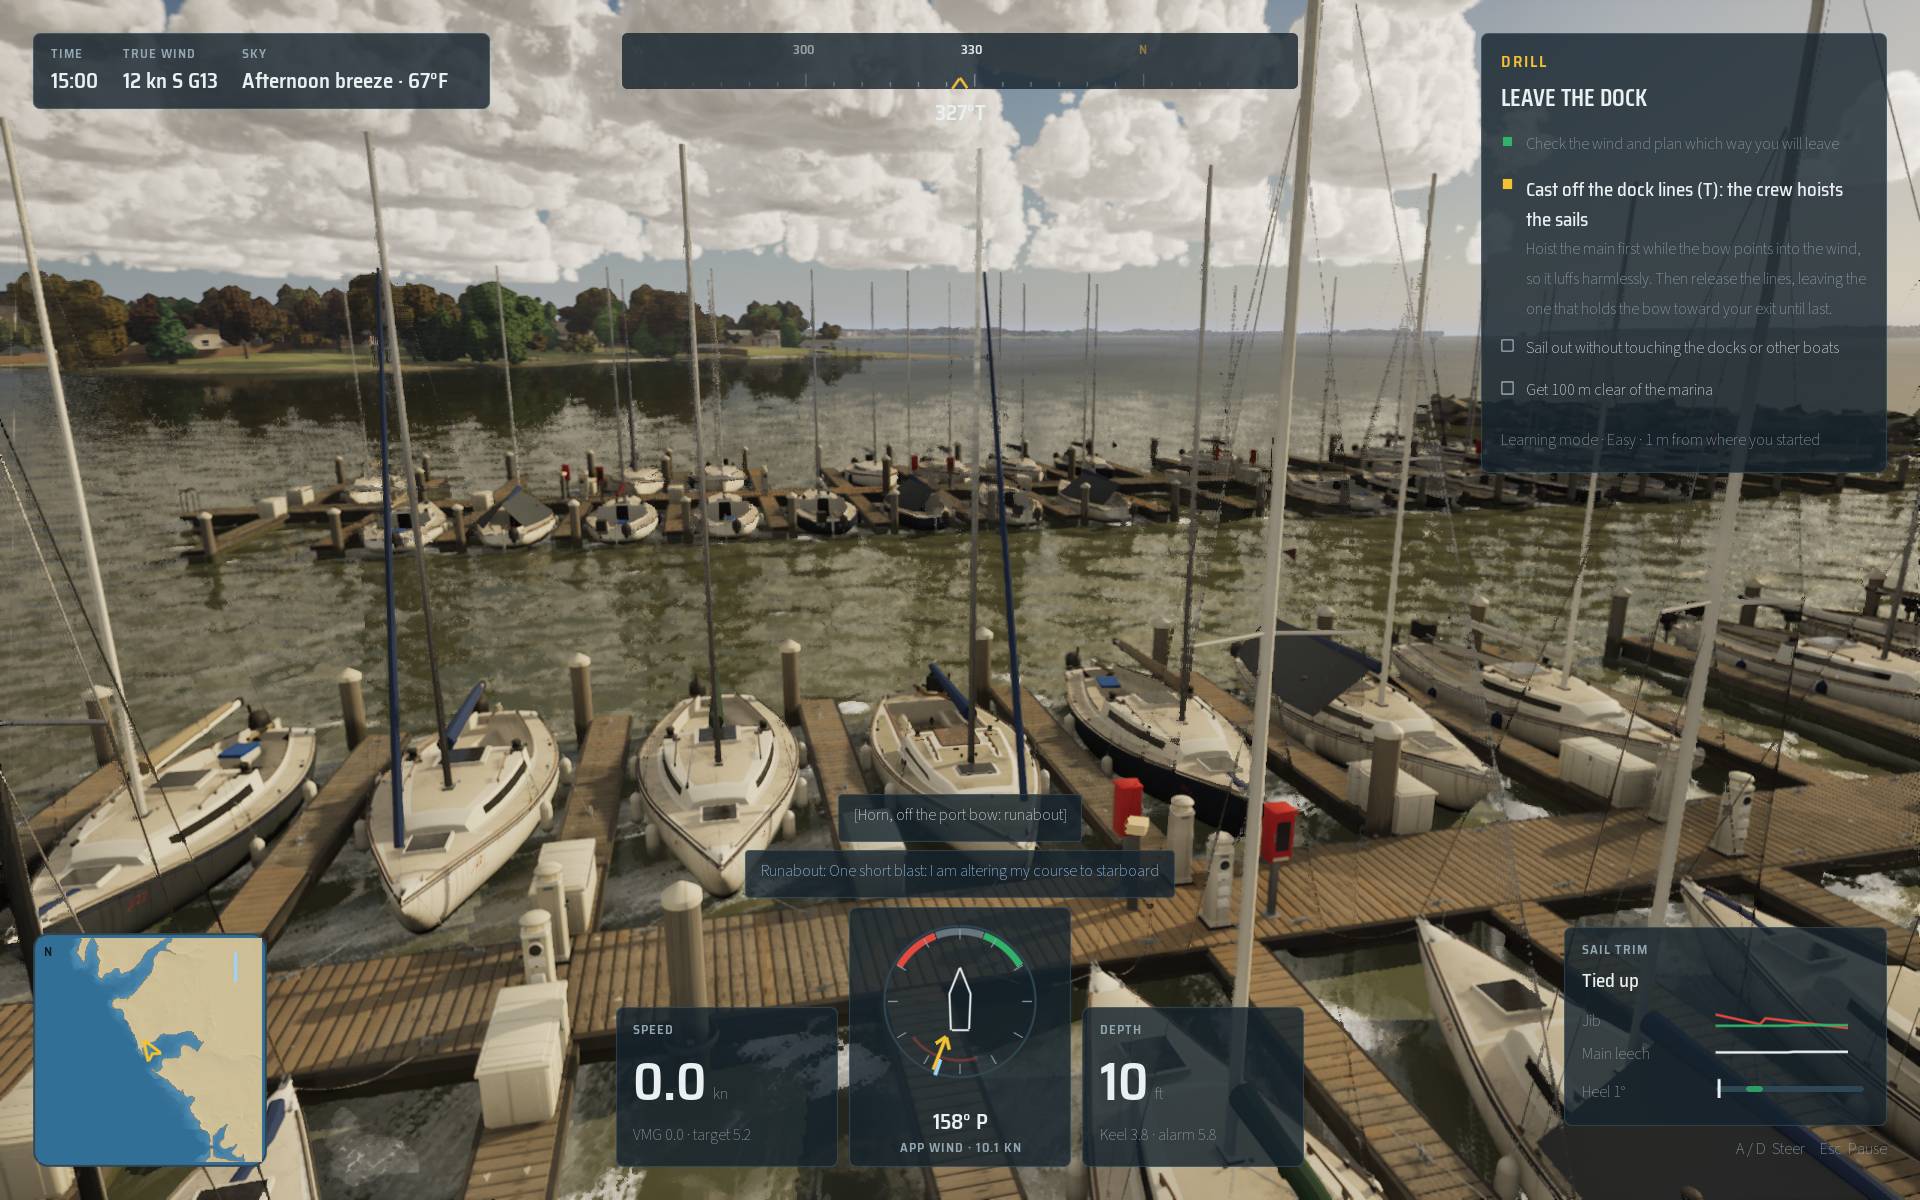 TIME TRUE WIND SKY
15:00 12 kn S G13 Afternoon breeze · 67°F
300 330 N
327°T
DRILL
LEAVE THE DOCK
Check the wind and plan which way you will leave
Cast off the dock lines (T): the crew hoists
the sails
Hoist the main first while the bow points into the wind,
so it luffs harmlessly. Then release the lines, leaving the
one that holds the bow toward your exit until last.
Sail out without touching the docks or other boats
Get 100 m clear of the marina
Learning mode · Easy · 1 m from where you started
[Horn, off the port bow: runabout]
Runabout: One short blast: I am altering my course to starboard
N
SPEED
0.0 kn
VMG 0.0 · target 5.2
158° P
APP WIND · 10.1 KN
DEPTH
10 ft
Keel 3.8 · alarm 5.8
SAIL TRIM
Tied up
Jib
Main leech
Heel 1°
A / D Steer Esc Pause